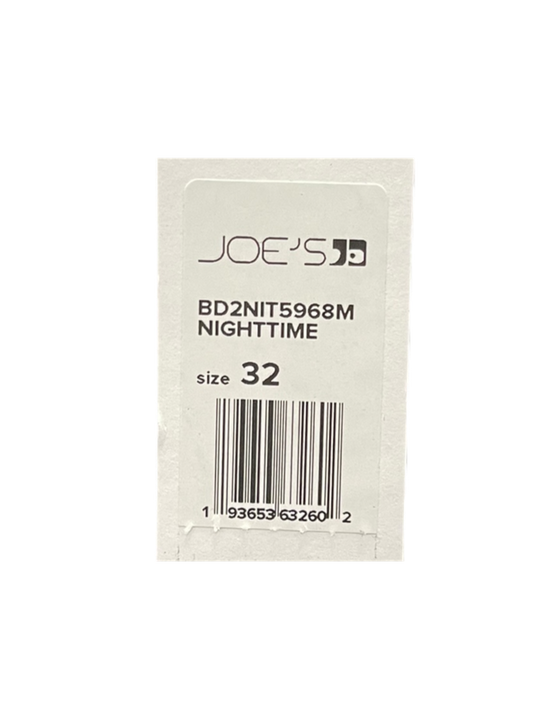 JOE'S
BD2NIT5968M
NIGHTTIME
size 32
1 93653 63260 2